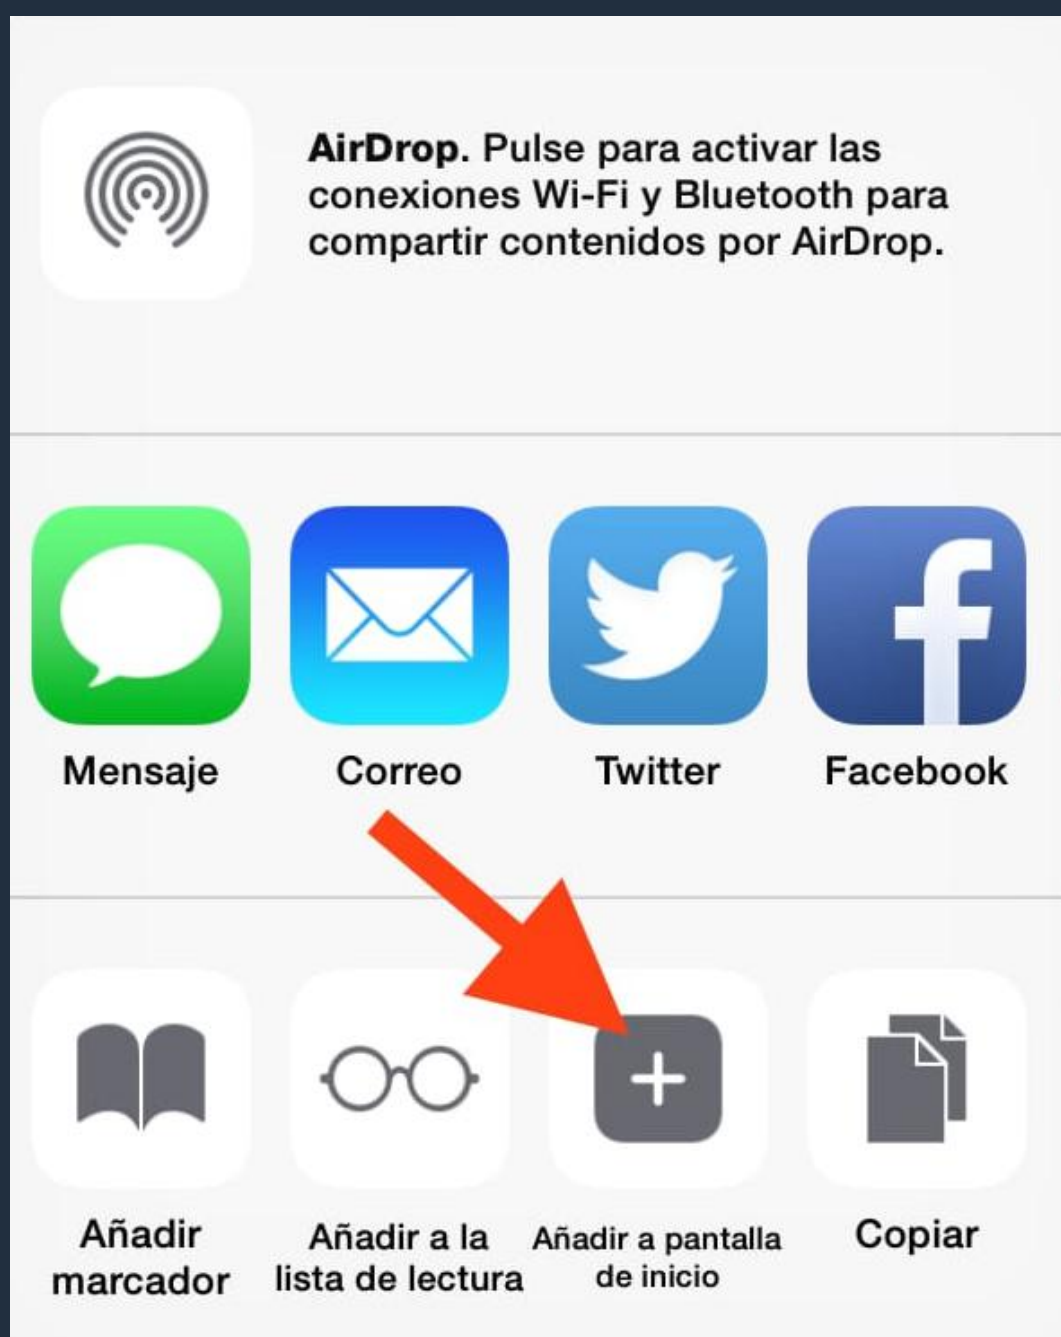 AirDrop. Pulse para activar las
conexiones Wi-Fi y Bluetooth para
compartir contenidos por AirDrop.
Mensaje
Correo
Twitter
Facebook
Añadir
marcador
Añadir a la
lista de lectura
Añadir a pantalla
de inicio
Copiar